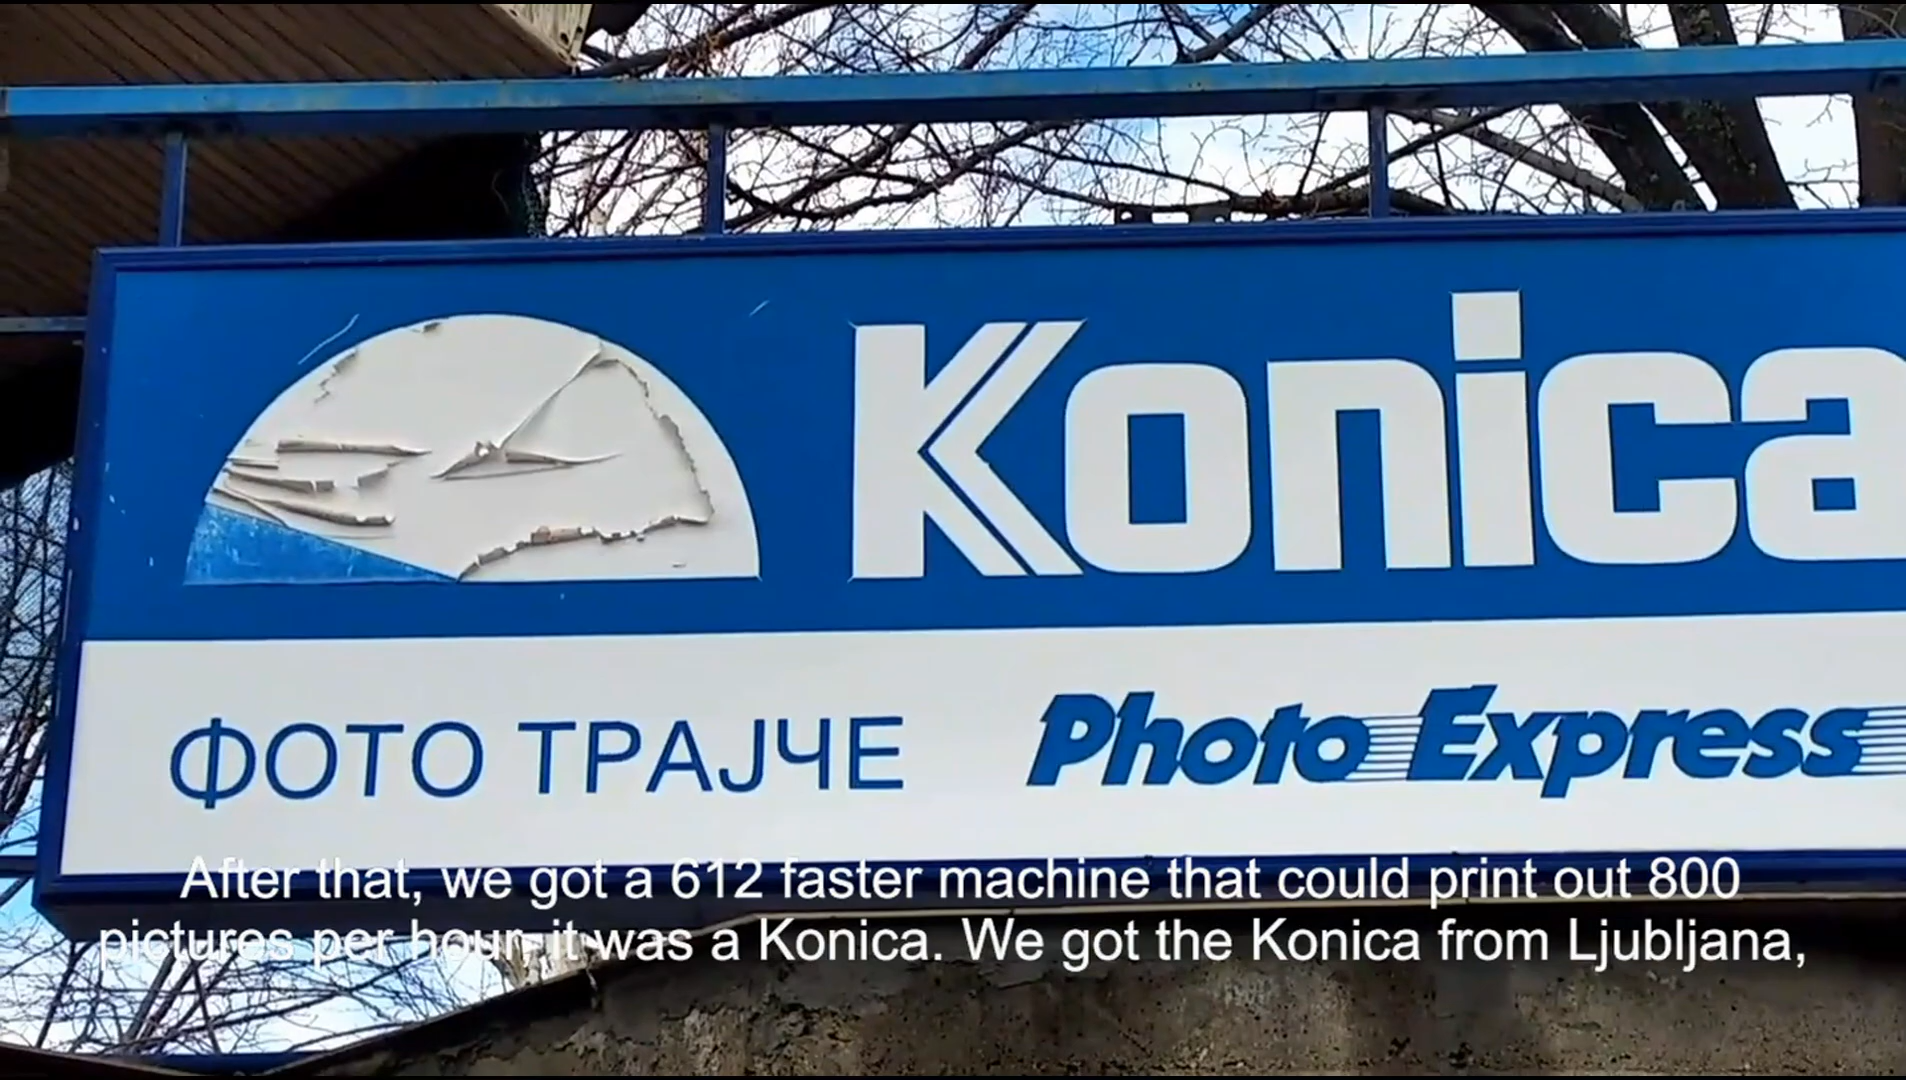 Konica
ФОТО ТРАЈЧЕ
Photo Express
After that, we got a 612 faster machine that could print out 800
pictures per hour, it was a Konica. We got the Konica from Ljubljana,